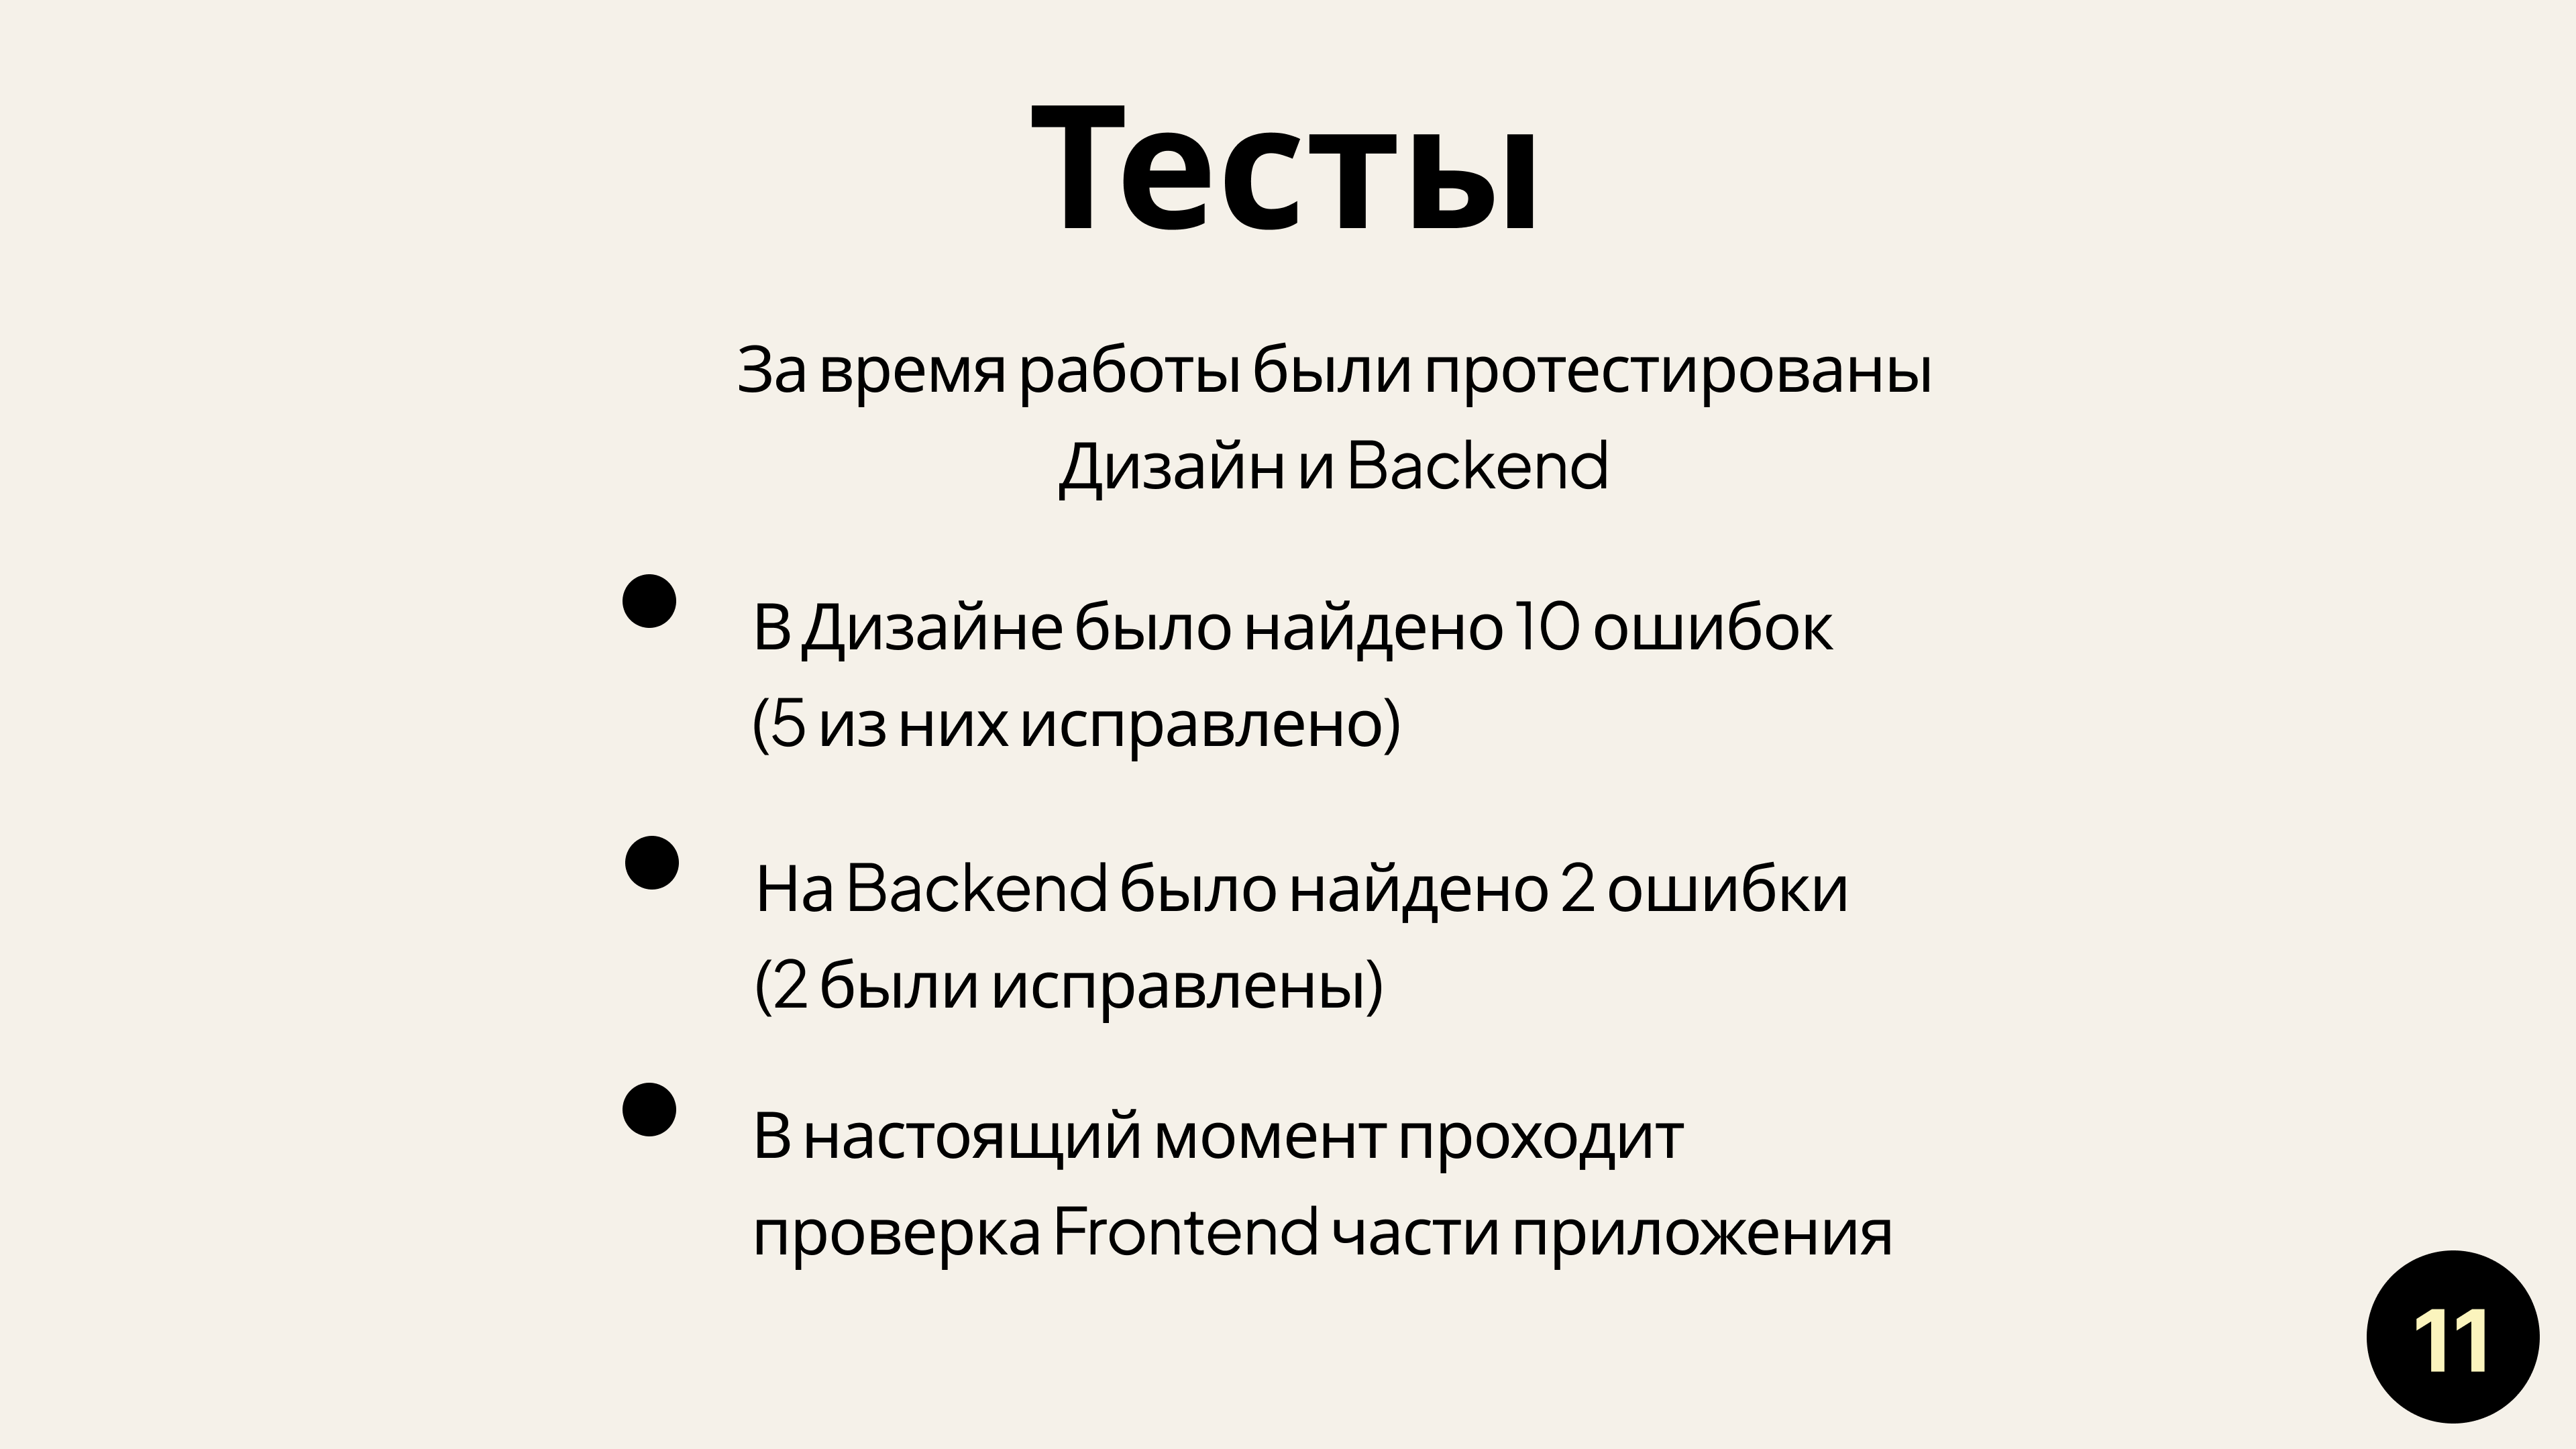 Тесты
За время работы были протестированы
Дизайн и Backend
В Дизайне было найдено 10 ошибок
(5 из них исправлено)
На Backend было найдено 2 ошибки
(2 были исправлены)
В настоящий момент проходит
проверка Frontend части приложения
11